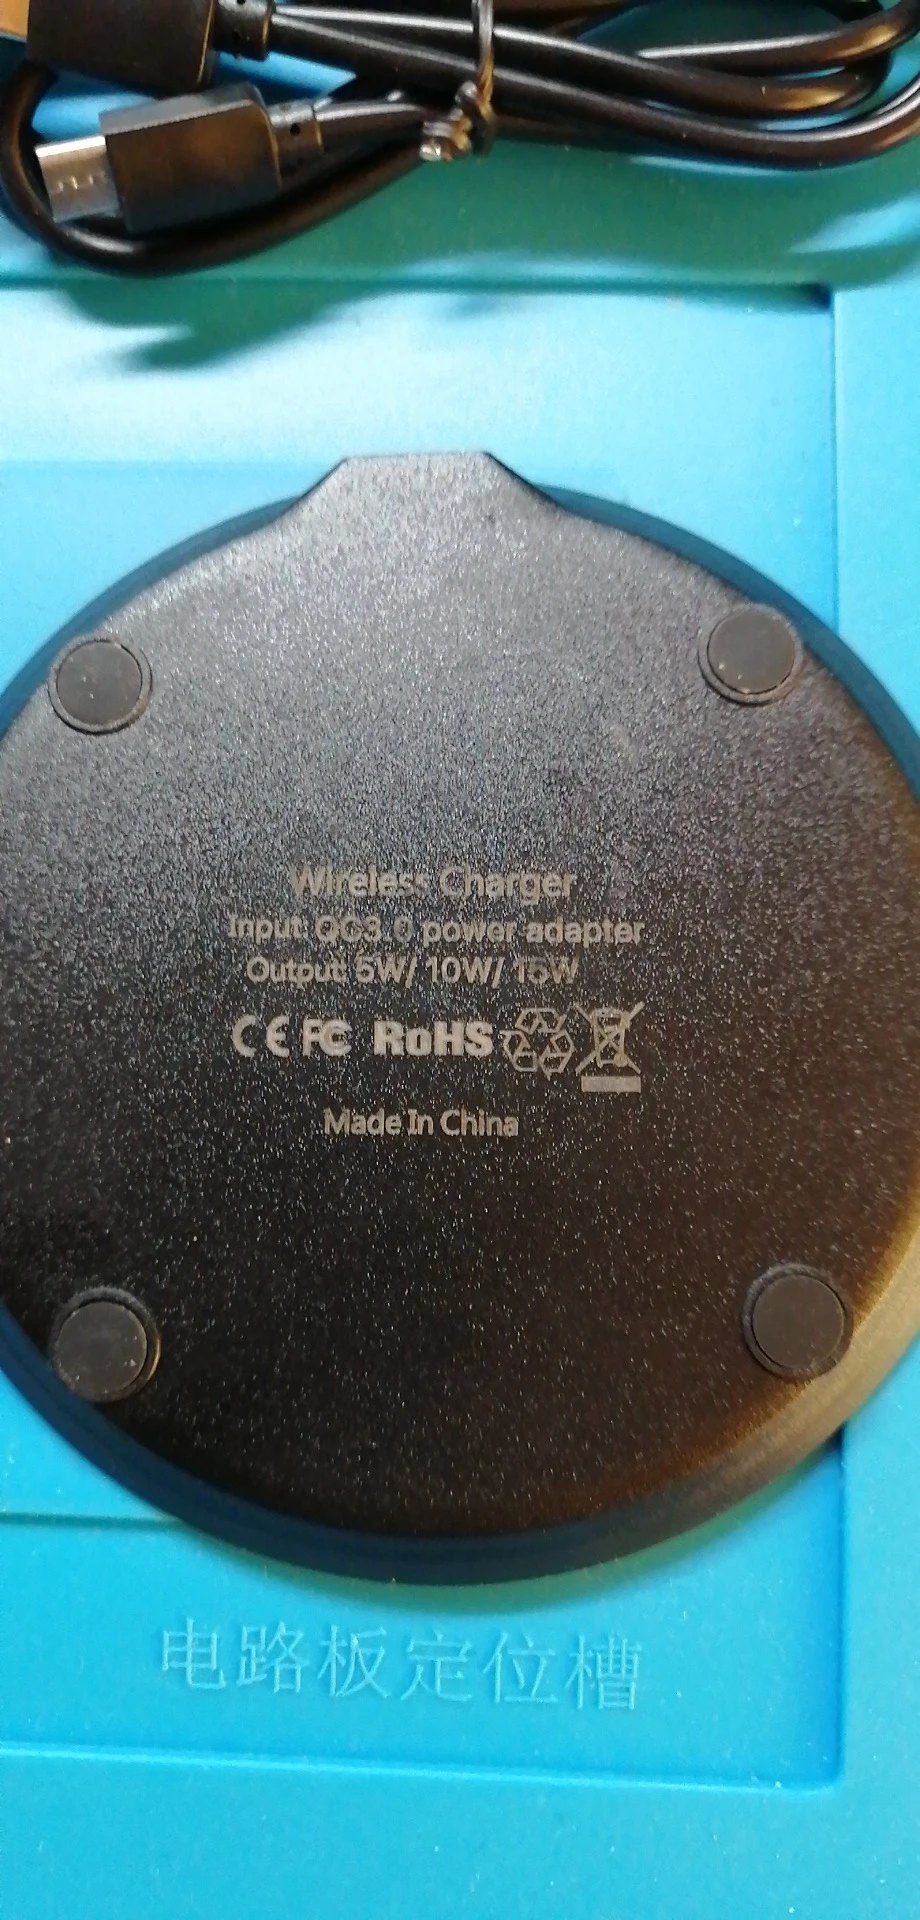 Wireless Charger
Input: QC3.0 power adapter
Output: 5W/ 10W/ 15W
CE FC RoHS
Made In China
电路板定位槽